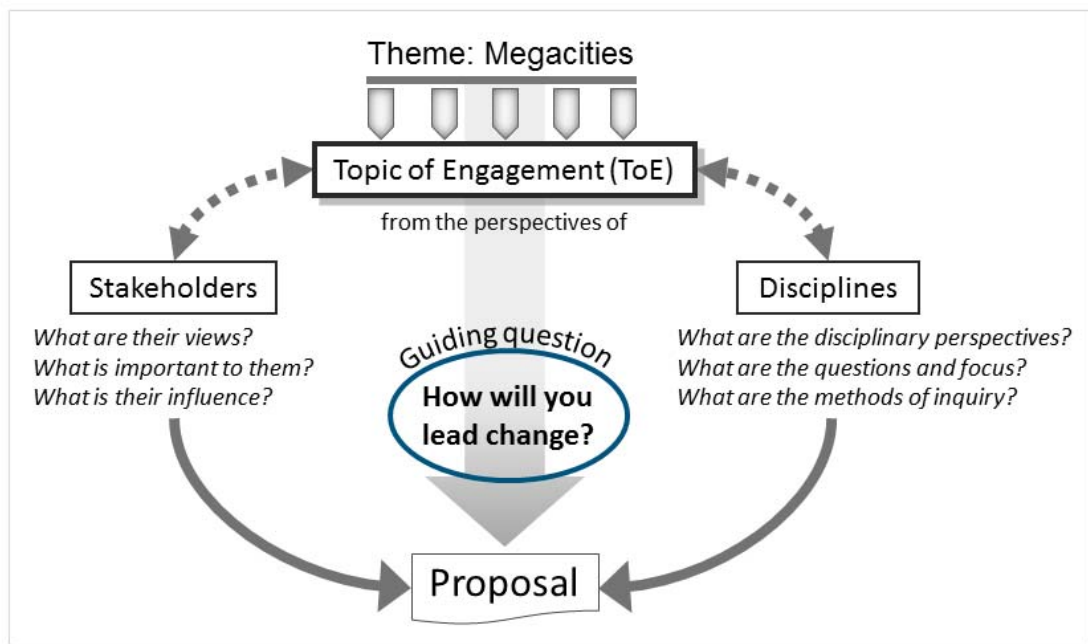 Theme: Megacities
Topic of Engagement (ToE)
from the perspectives of
Stakeholders
What are their views?
What is important to them?
What is their influence?
Disciplines
What are the disciplinary perspectives?
What are the questions and focus?
What are the methods of inquiry?
Guiding question
How will you
lead change?
Proposal